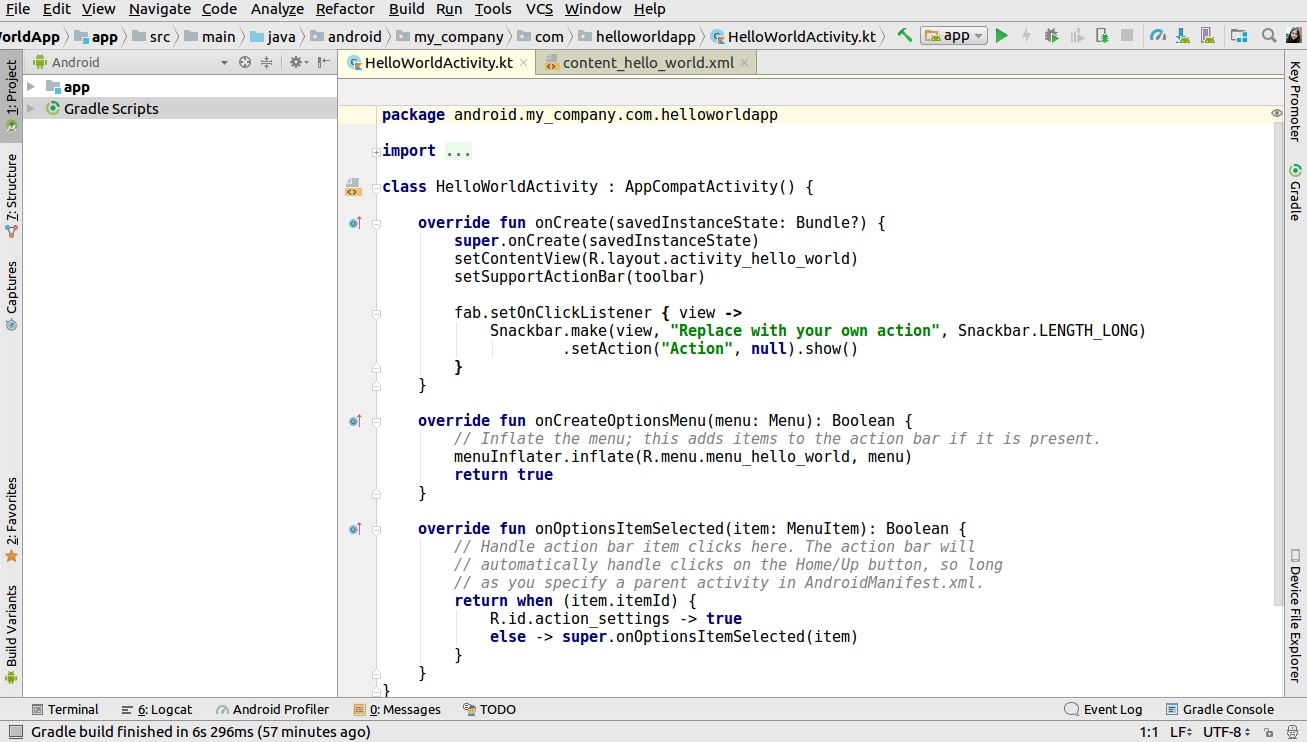 File Edit View Navigate Code Analyze Refactor Build Run Tools VCS Window Help
orldApp app src main java android my_company com helloworldapp HelloWorldActivity.kt app
Android
HelloWorldActivity.kt
content_hello_world.xml
1: Project
7: Structure
Captures
2: Favorites
Build Variants
app
Gradle Scripts
package android.my_company.com.helloworldapp
import ...
class HelloWorldActivity : AppCompatActivity() {
override fun onCreate(savedInstanceState: Bundle?) {
super.onCreate(savedInstanceState)
setContentView(R.layout.activity_hello_world)
setSupportActionBar(toolbar)
fab.setOnClickListener { view ->
Snackbar.make(view, "Replace with your own action", Snackbar.LENGTH_LONG)
.setAction("Action", null).show()
}
}
override fun onCreateOptionsMenu(menu: Menu): Boolean {
// Inflate the menu; this adds items to the action bar if it is present.
menuInflater.inflate(R.menu.menu_hello_world, menu)
return true
}
override fun onOptionsItemSelected(item: MenuItem): Boolean {
// Handle action bar item clicks here. The action bar will
// automatically handle clicks on the Home/Up button, so long
// as you specify a parent activity in AndroidManifest.xml.
return when (item.itemId) {
R.id.action_settings -> true
else -> super.onOptionsItemSelected(item)
}
}
}
Key Promoter
Gradle
Device File Explorer
Terminal 6: Logcat Android Profiler 0: Messages TODO Event Log Gradle Console
Gradle build finished in 6s 296ms (57 minutes ago) 1:1 LF UTF-8